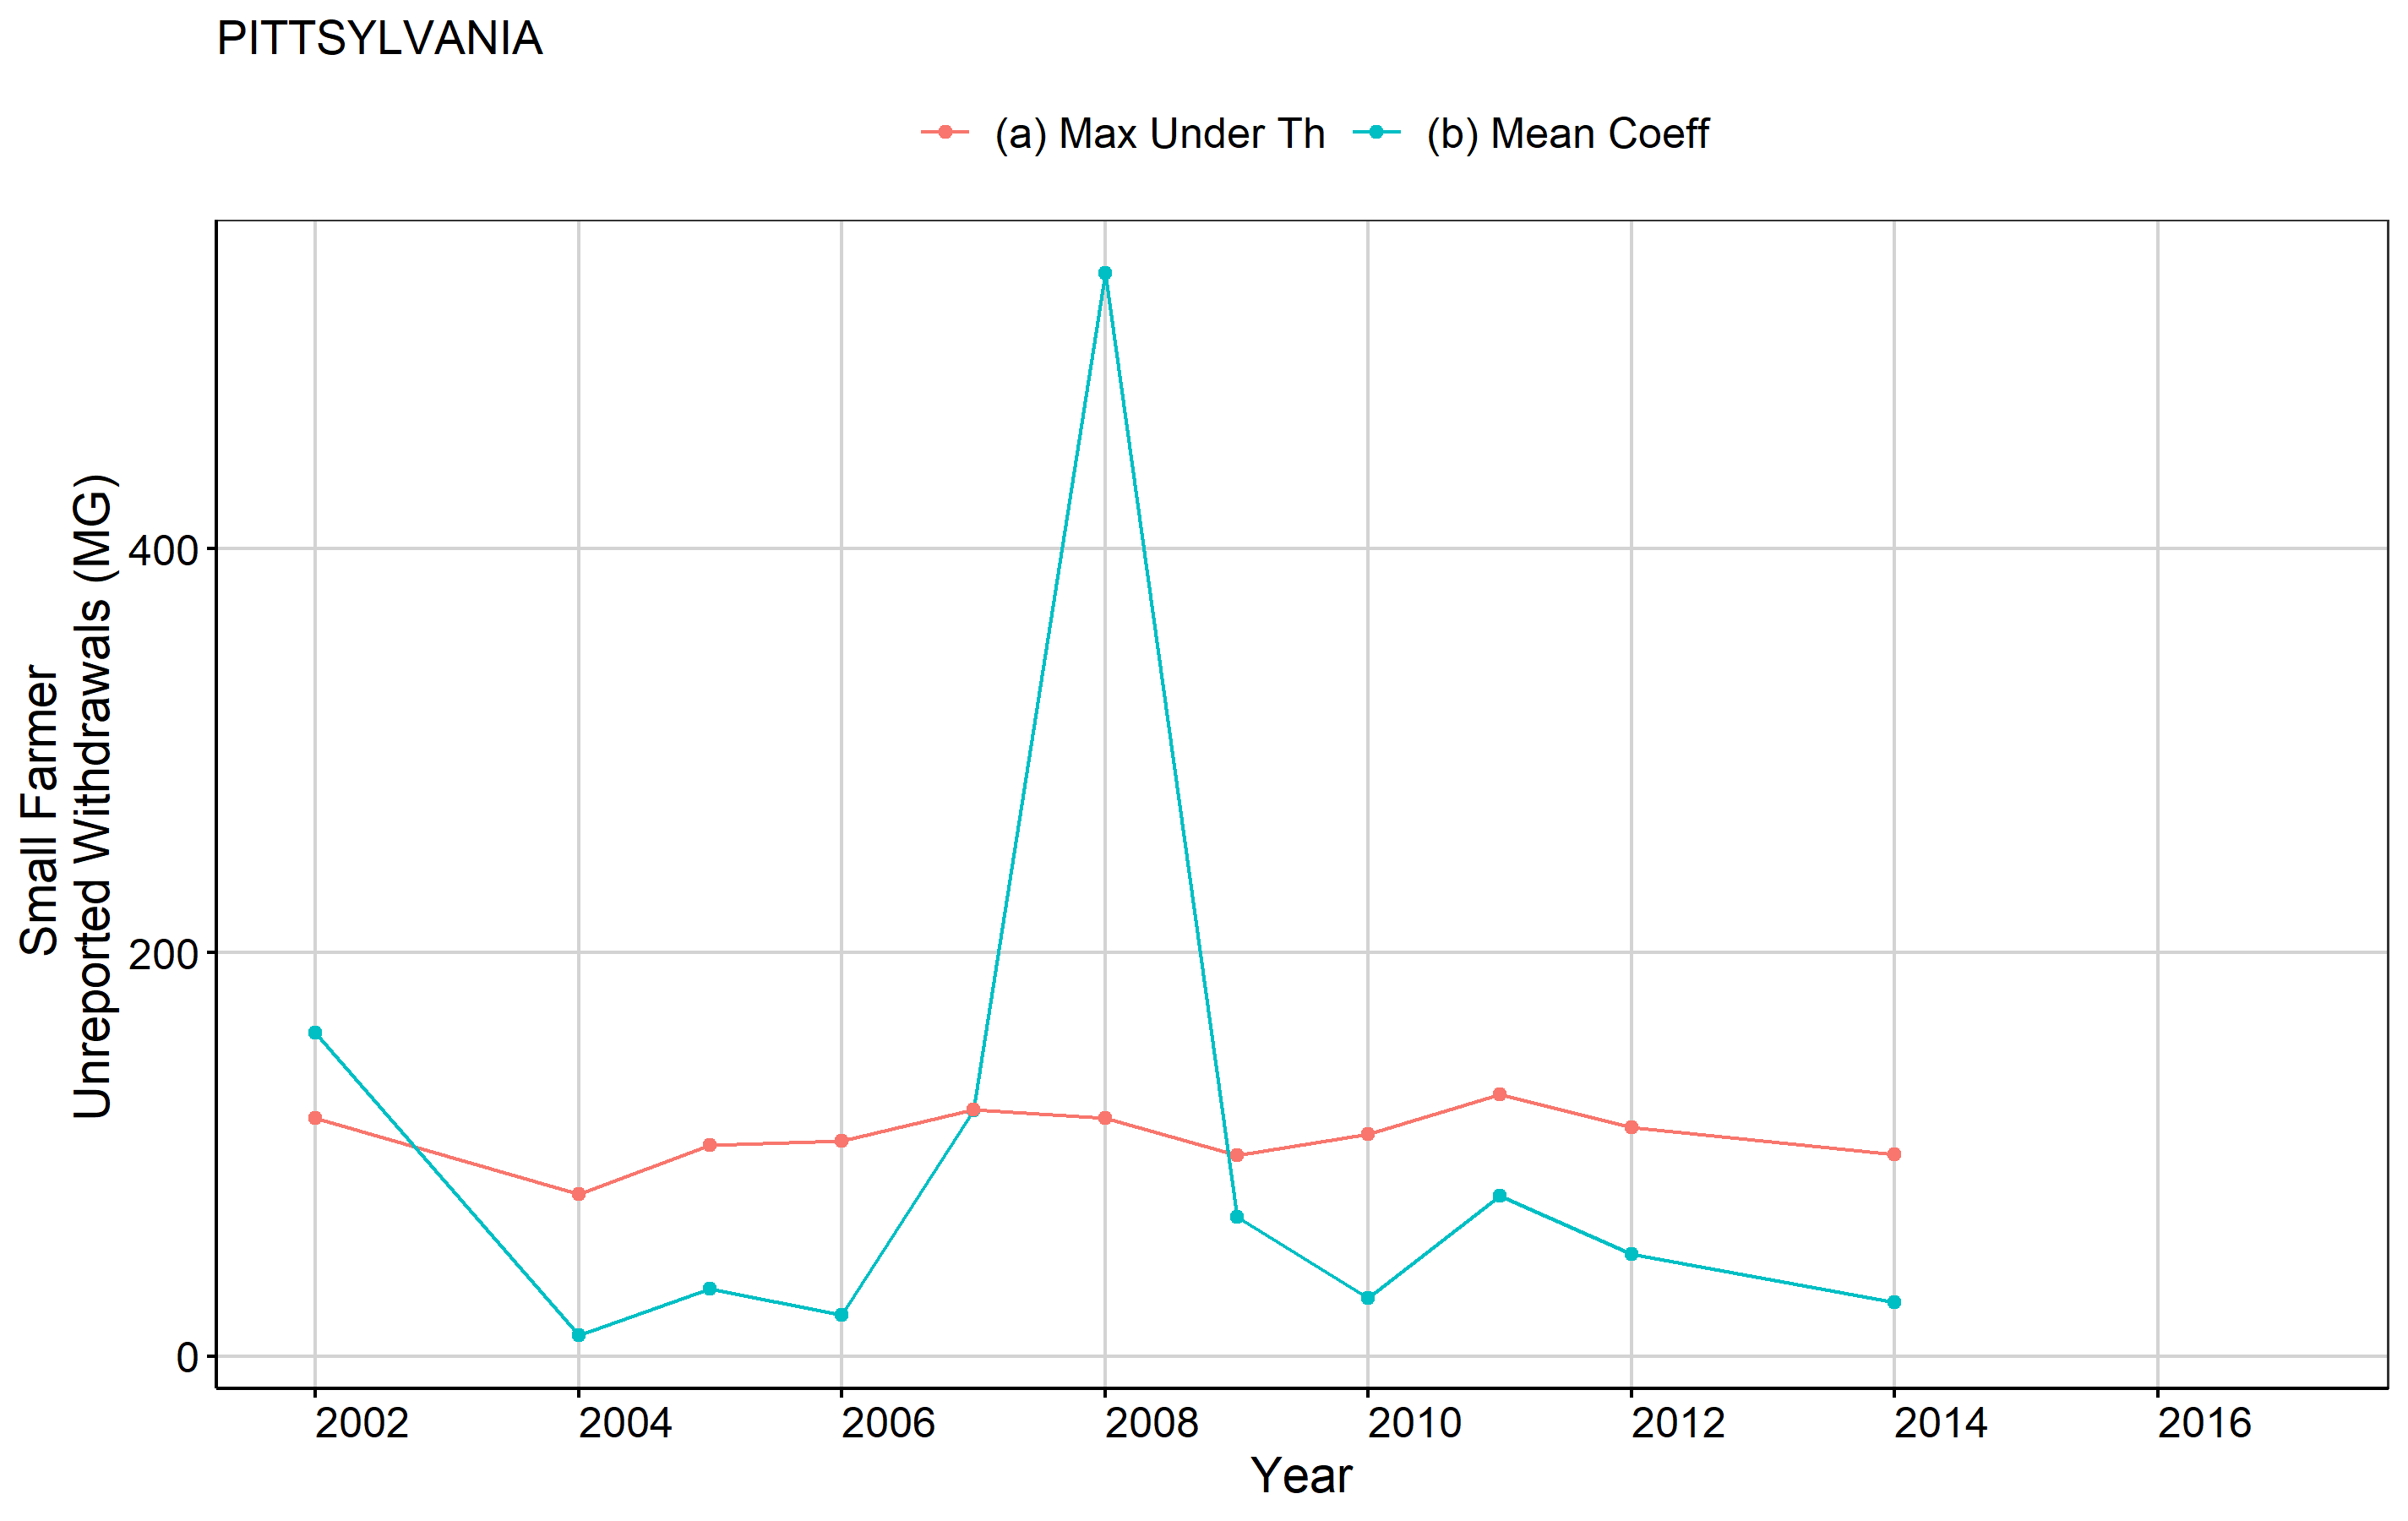 PITTSYLVANIA
(a) Max Under Th (b) Mean Coeff
Small Farmer
Unreported Withdrawals (MG)
400
200
0
2002 2004 2006 2008 2010 2012 2014 2016
Year